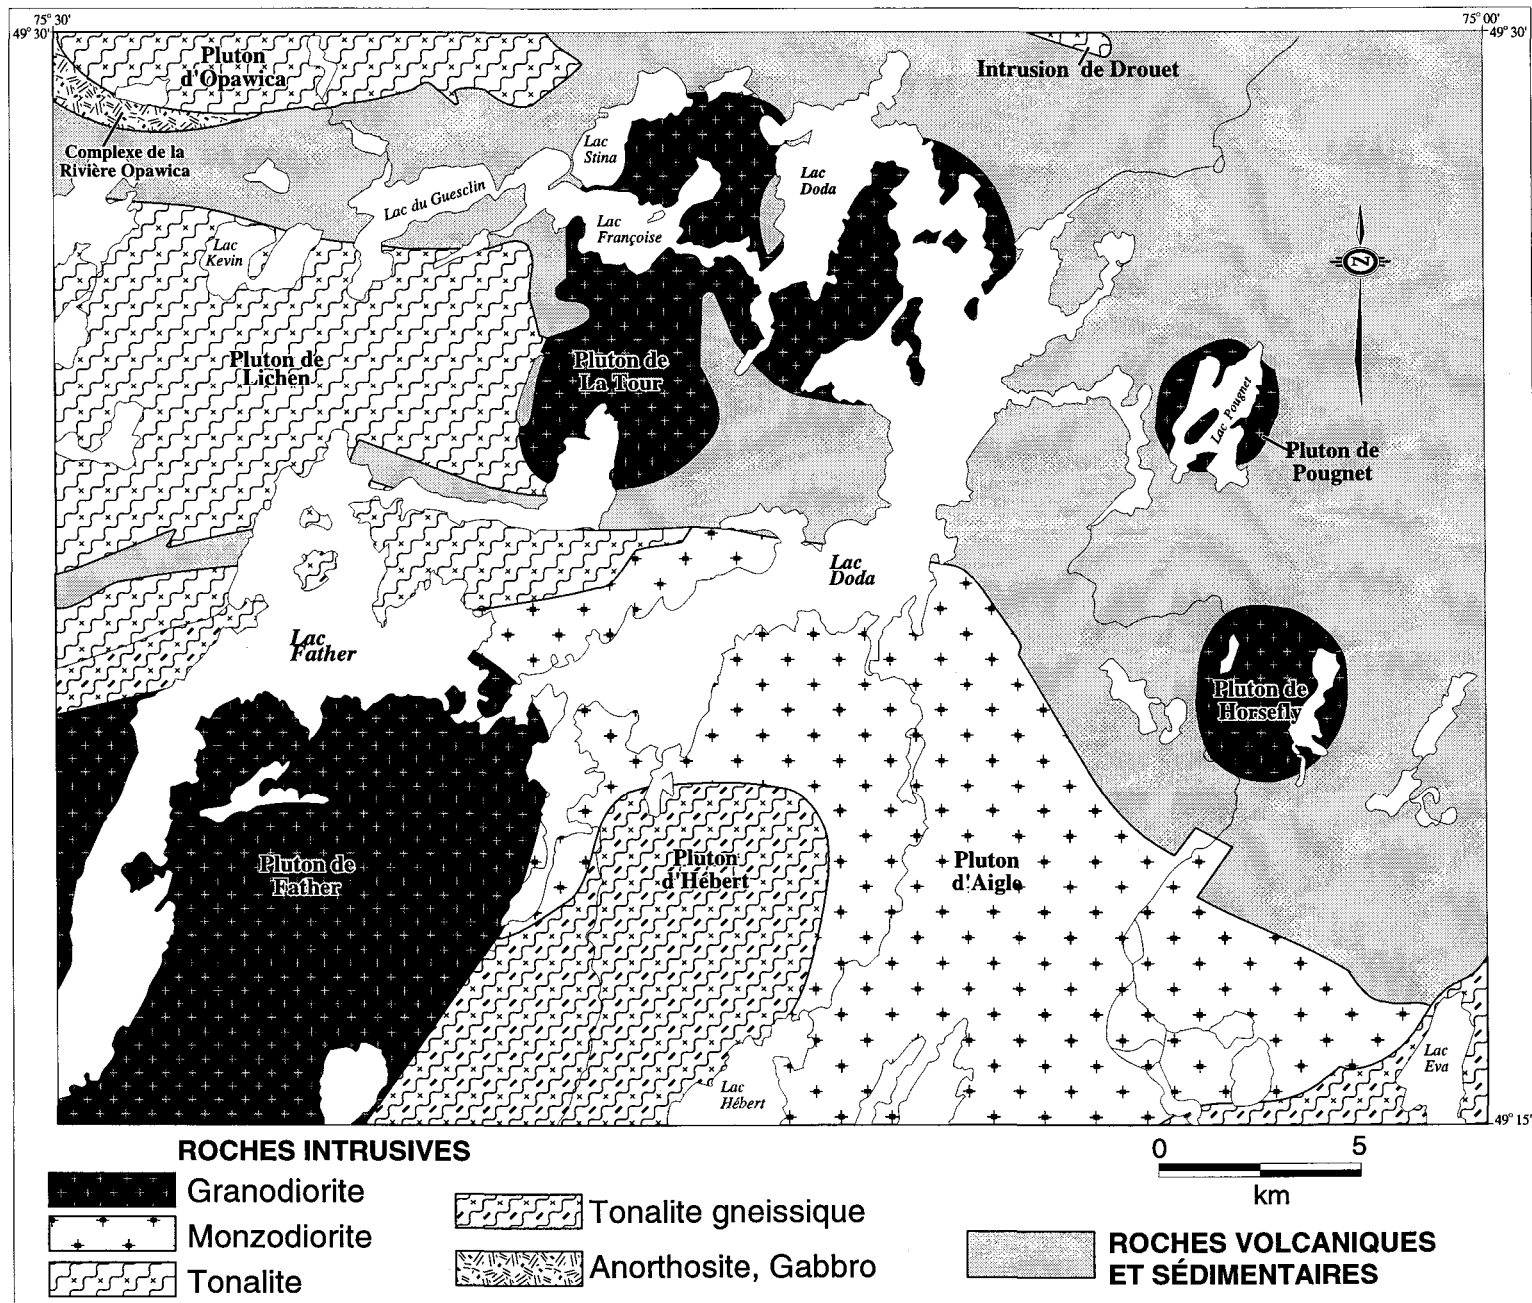 75° 30'
75° 00'
49° 30'
49° 30'
Pluton
d'Opawica
Intrusion de Drouet
Complexe de la
Rivière Opawica
Lac
Stina
Lac
Doda
Lac du Guesclin
Lac
Françoise
Lac
Kevin
N
Pluton de
Lichen
Pluton de
La Tour
Lac Pougnet
Pluton de
Pougnet
Lac
Doda
Lac
Father
Pluton de
Horsefly
Pluton de
Father
Pluton
d'Hébert
Pluton
d'Aigle
Lac
Eva
Lac
Hébert
49° 15'
ROCHES INTRUSIVES
Granodiorite
Monzodiorite
Tonalite
Tonalite gneissique
Anorthosite, Gabbro
0 5
km
ROCHES VOLCANIQUES
ET SÉDIMENTAIRES